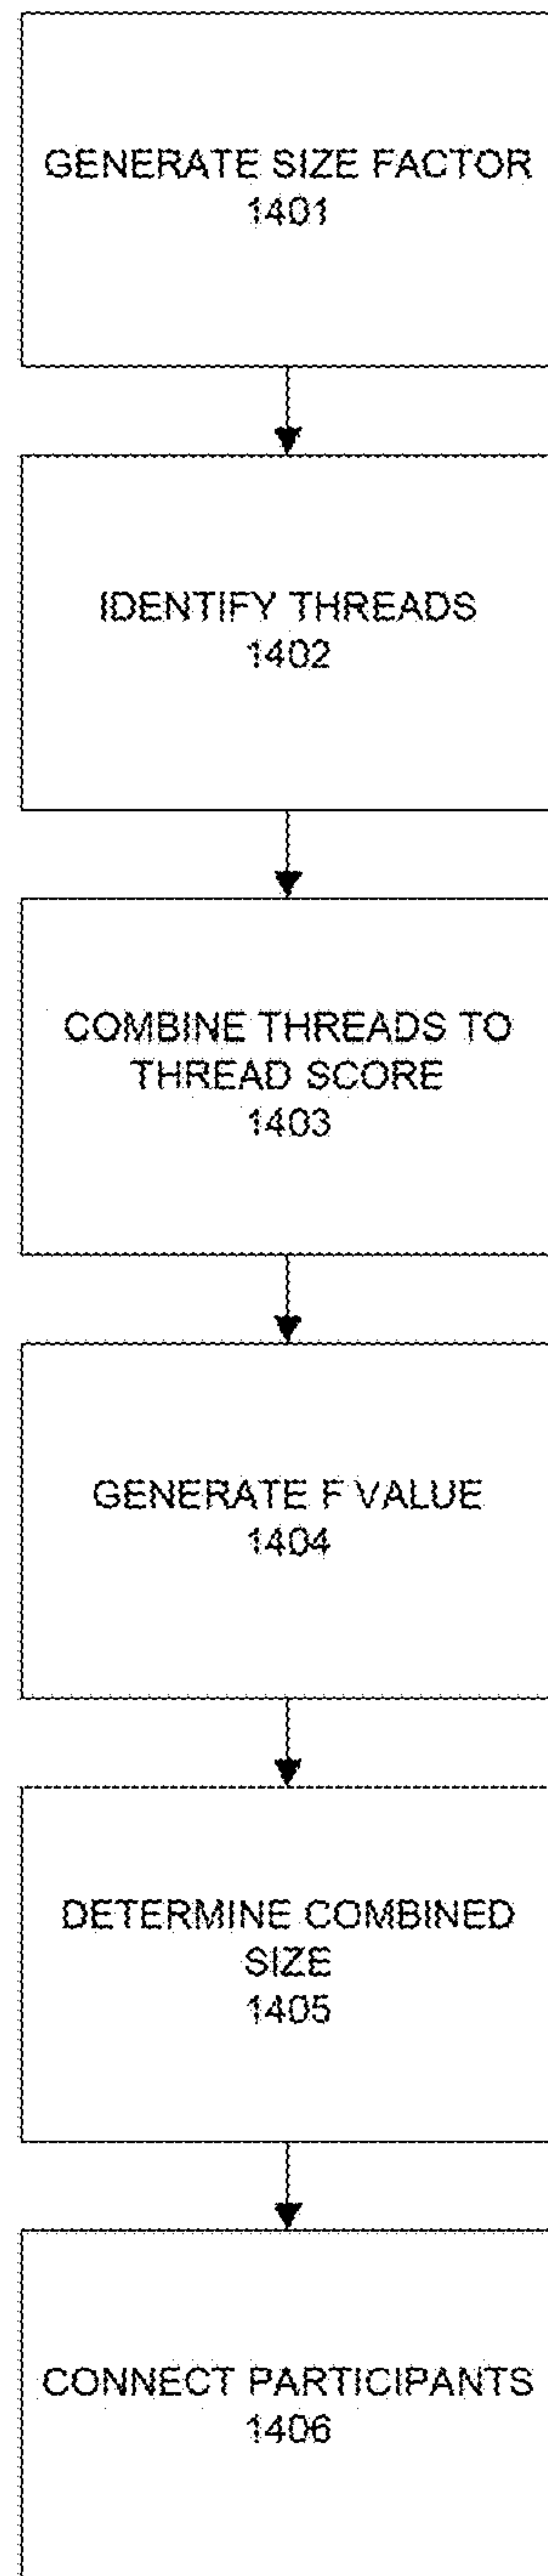 GENERATE SIZE FACTOR
1401
IDENTIFY THREADS
1402
COMBINE THREADS TO
THREAD SCORE
1403
GENERATE F VALUE
1404
DETERMINE COMBINED
SIZE
1405
CONNECT PARTICIPANTS
1406